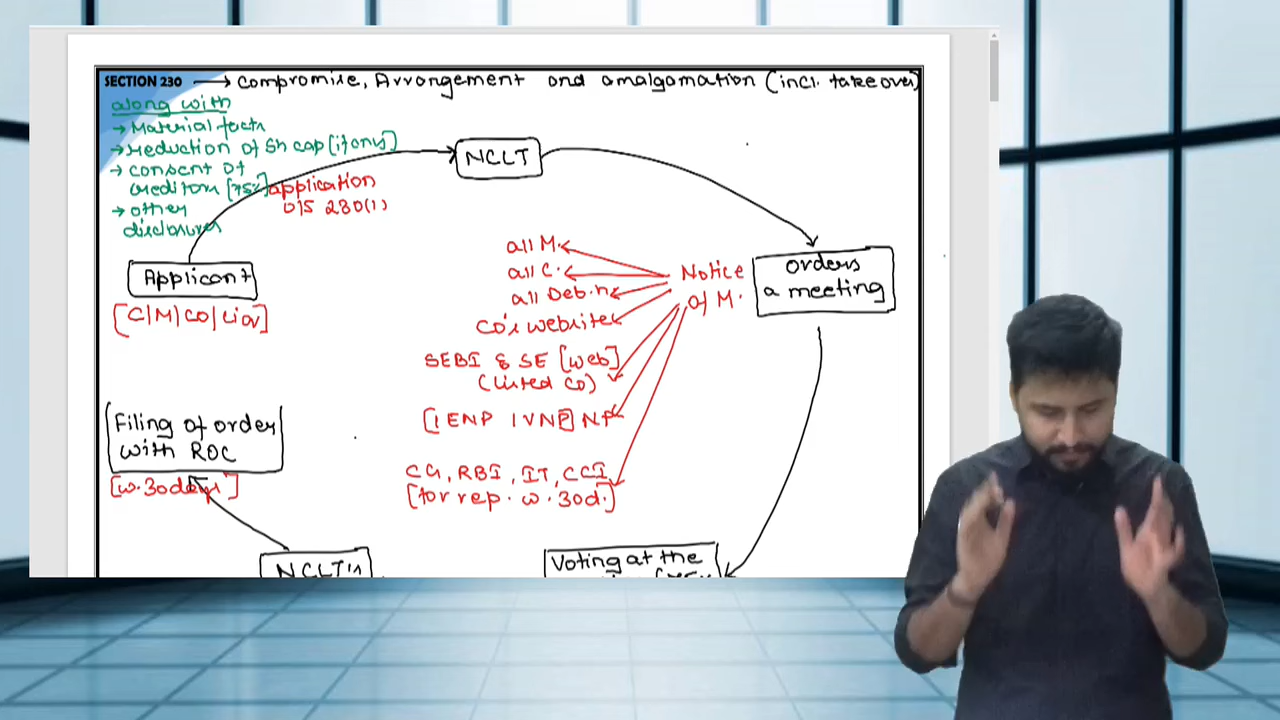 SECTION 230 → compromise, Arrangement and amalgamation (incl. takeover)
along with
→ Material facts
→ reduction of Sh cap [if any]
→ consent of
creditors [75%]
→ other
disclosures
application
u/s 230(1)
NCLT
Applicant
[C/M/CO/Liqr]
orders
a meeting
Notice
of M.
all M.
all C.
all Deb.h
co's website
SEBI & SE [web]
(listed co)
[1 ENP 1 VNP] NP
CG, RBI, IT, CCI
[for rep. w. 30d.]
Filing of order
with ROC
[w. 30days]
NCLT's
Voting at the